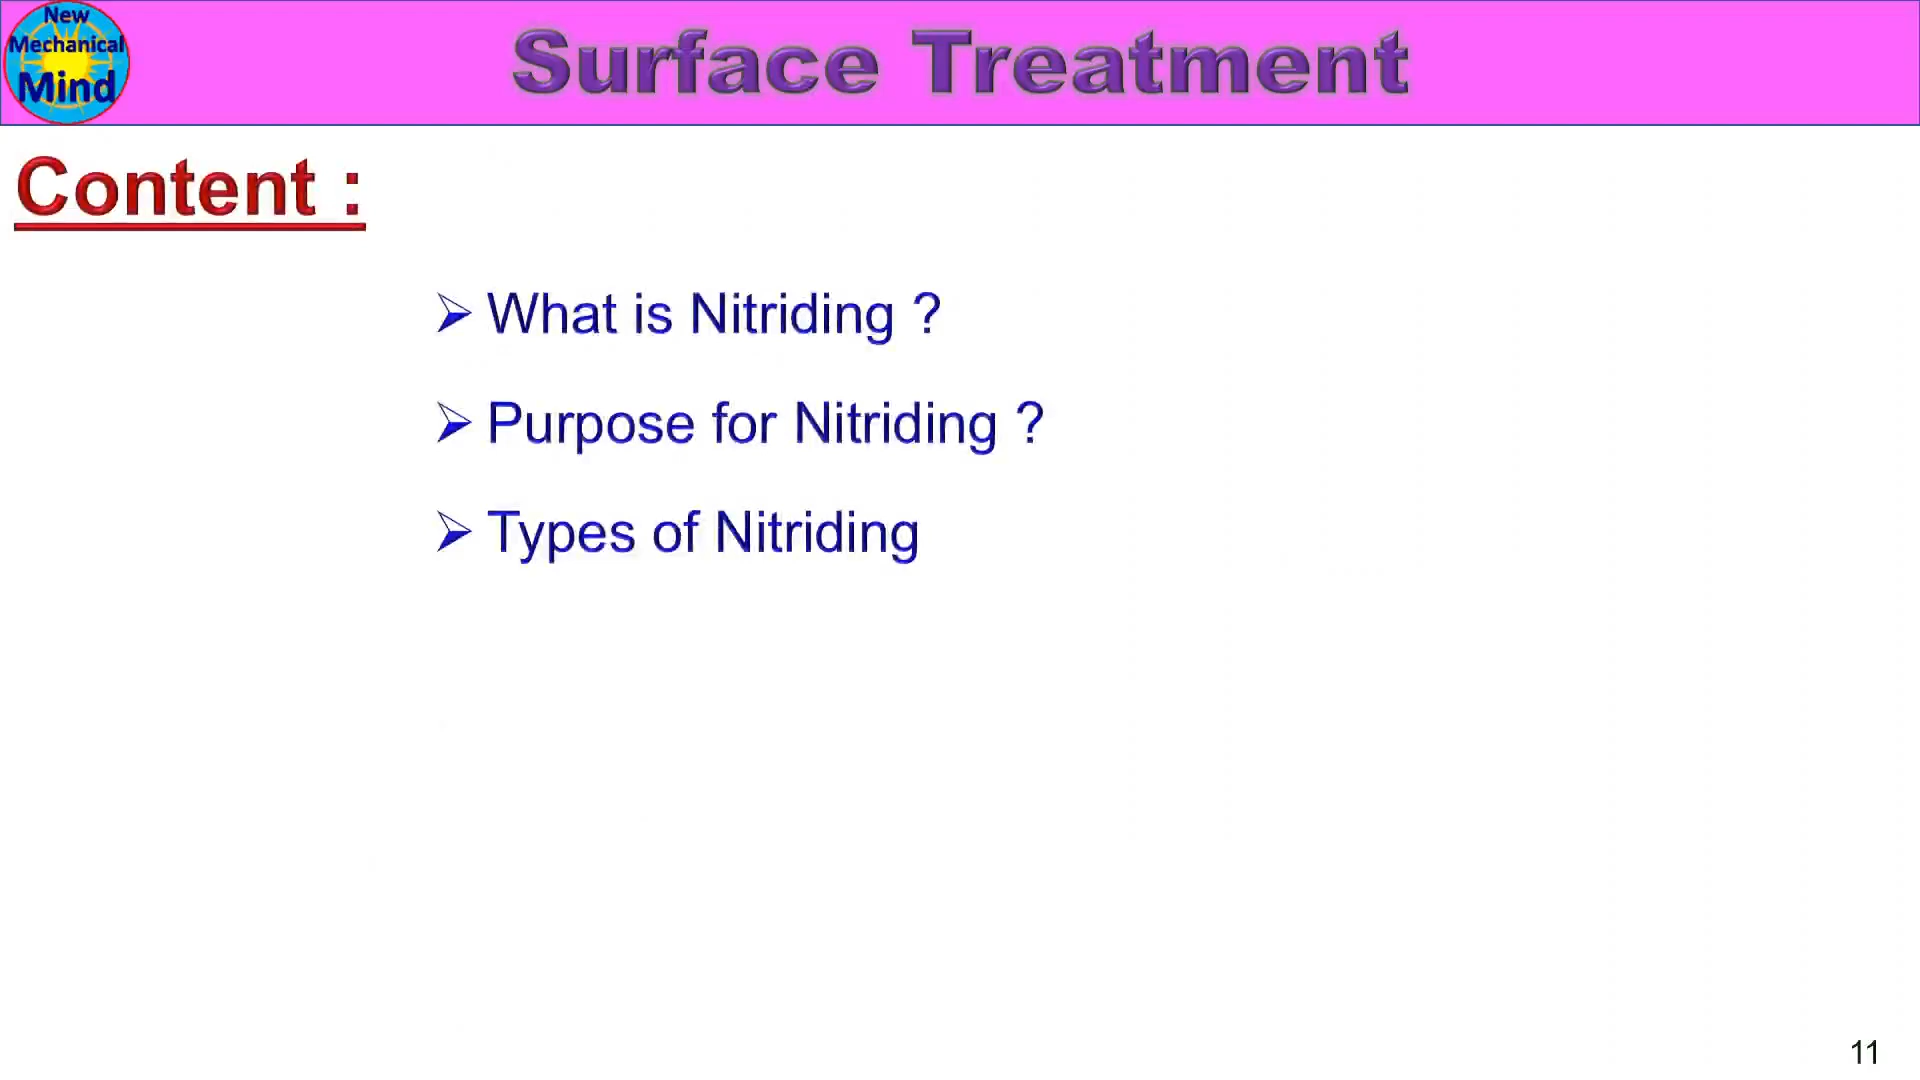 New
Mechanical
Mind
Surface Treatment
Content :
What is Nitriding ?
Purpose for Nitriding ?
Types of Nitriding
11